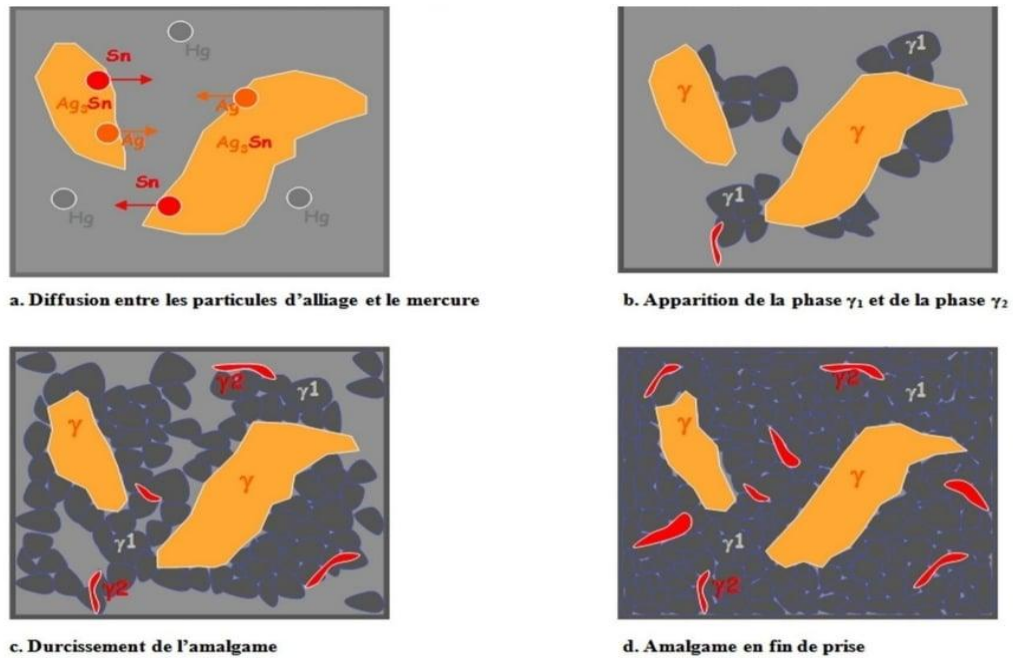 Hg
Sn
Ag₃Sn
Ag
Ag
Ag₃Sn
Sn
Hg
Hg
a. Diffusion entre les particules d’alliage et le mercure
γ
γ1
γ
γ1
b. Apparition de la phase γ₁ et de la phase γ₂
γ2
γ1
γ
γ
γ1
γ2
c. Durcissement de l’amalgame
γ2
γ1
γ
γ
γ1
γ2
d. Amalgame en fin de prise